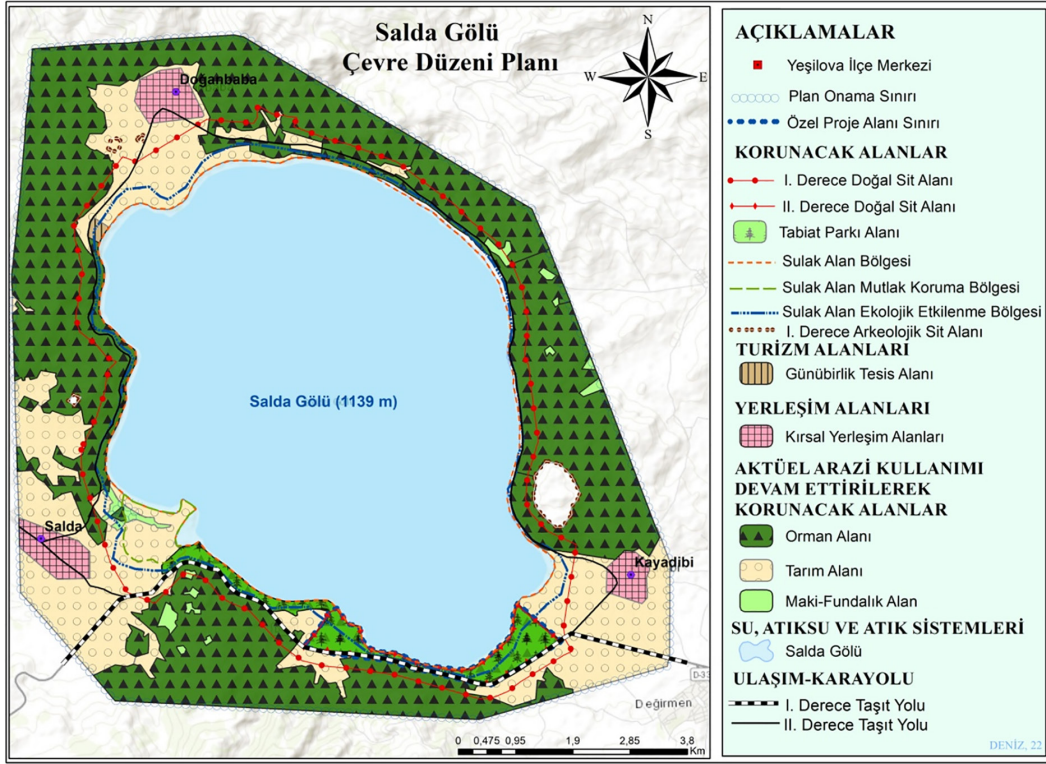 Salda Gölü
Çevre Düzeni Planı
N
W
E
S
Doğanbaba
Salda Gölü (1139 m)
Salda
Kayadibi
Değirmen
0 0,475 0,95 1,9 2,85 3,8
Km
AÇIKLAMALAR
Yeşilova İlçe Merkezi
Plan Onama Sınırı
Özel Proje Alanı Sınırı
KORUNACAK ALANLAR
I. Derece Doğal Sit Alanı
II. Derece Doğal Sit Alanı
Tabiat Parkı Alanı
Sulak Alan Bölgesi
Sulak Alan Mutlak Koruma Bölgesi
Sulak Alan Ekolojik Etkilenme Bölgesi
I. Derece Arkeolojik Sit Alanı
TURİZM ALANLARI
Günübirlik Tesis Alanı
YERLEŞİM ALANLARI
Kırsal Yerleşim Alanları
AKTÜEL ARAZİ KULLANIMI
DEVAM ETTİRİLEREK
KORUNACAK ALANLAR
Orman Alanı
Tarım Alanı
Maki-Fundalık Alan
SU, ATIKSU VE ATIK SİSTEMLERİ
Salda Gölü
ULAŞIM-KARAYOLU
I. Derece Taşıt Yolu
II. Derece Taşıt Yolu
DENİZ, 22